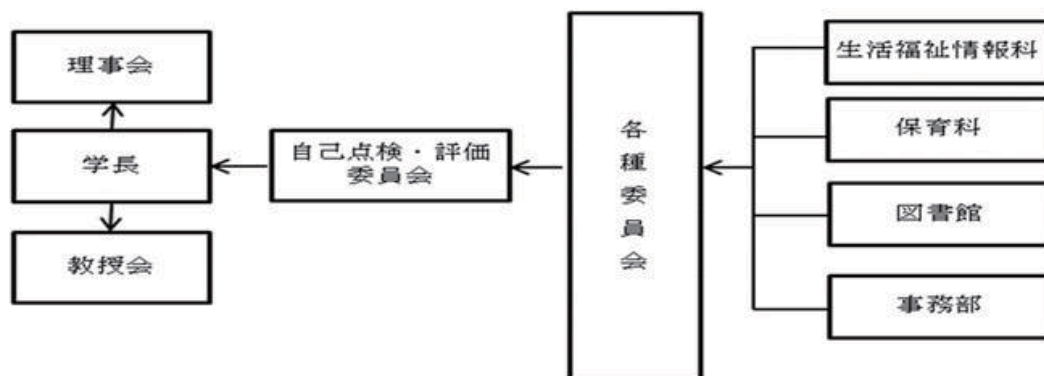 理事会
学長
教授会
自己点検・評価
委員会
各種委員会
生活福祉情報科
保育科
図書館
事務部